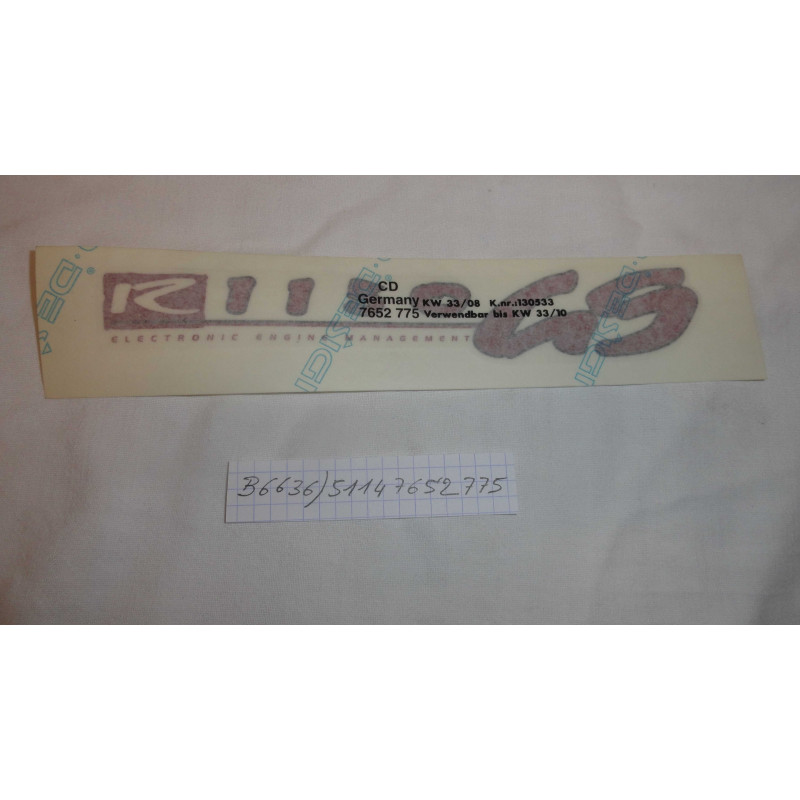 R 11 GS
CD
Germany KW 33/08 K.nr.:130533
7652 775 Verwendbar bis KW 33/10
ELECTRONIC ENGINE MANAGEMENT
B6636)51147652775